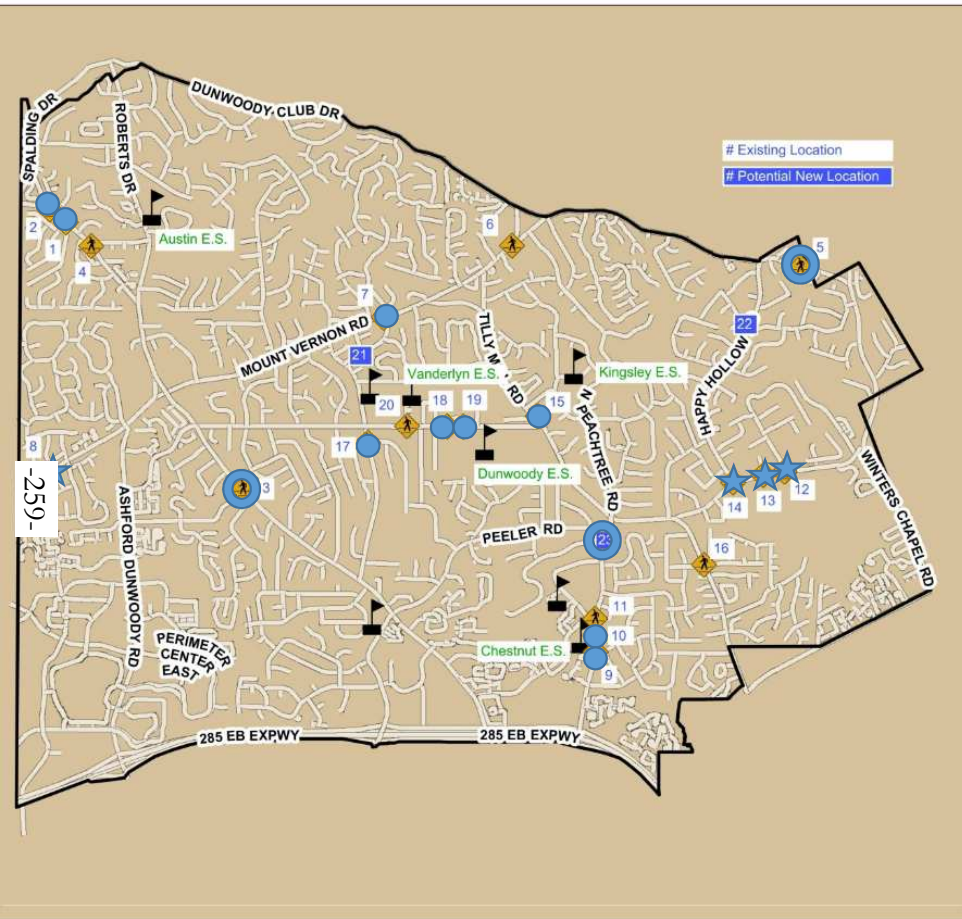 DUNWOODY CLUB DR
SPALDING DR
ROBERTS DR
# Existing Location
# Potential New Location
2
1
4
Austin E.S.
6
5
7
22
MOUNT VERNON RD
TILLY M
RD
HAPPY HOLLOW
21
Vanderlyn E.S.
Kingsley E.S.
N PEACHTREE RD
20
18
19
15
17
8
-259-
3
Dunwoody E.S.
14
13
12
WINTERS CHAPEL RD
ASHFORD DUNWOODY RD
PEELER RD
23
16
11
10
9
Chestnut E.S.
PERIMETER
CENTER
EAST
285 EB EXPWY
285 EB EXPWY